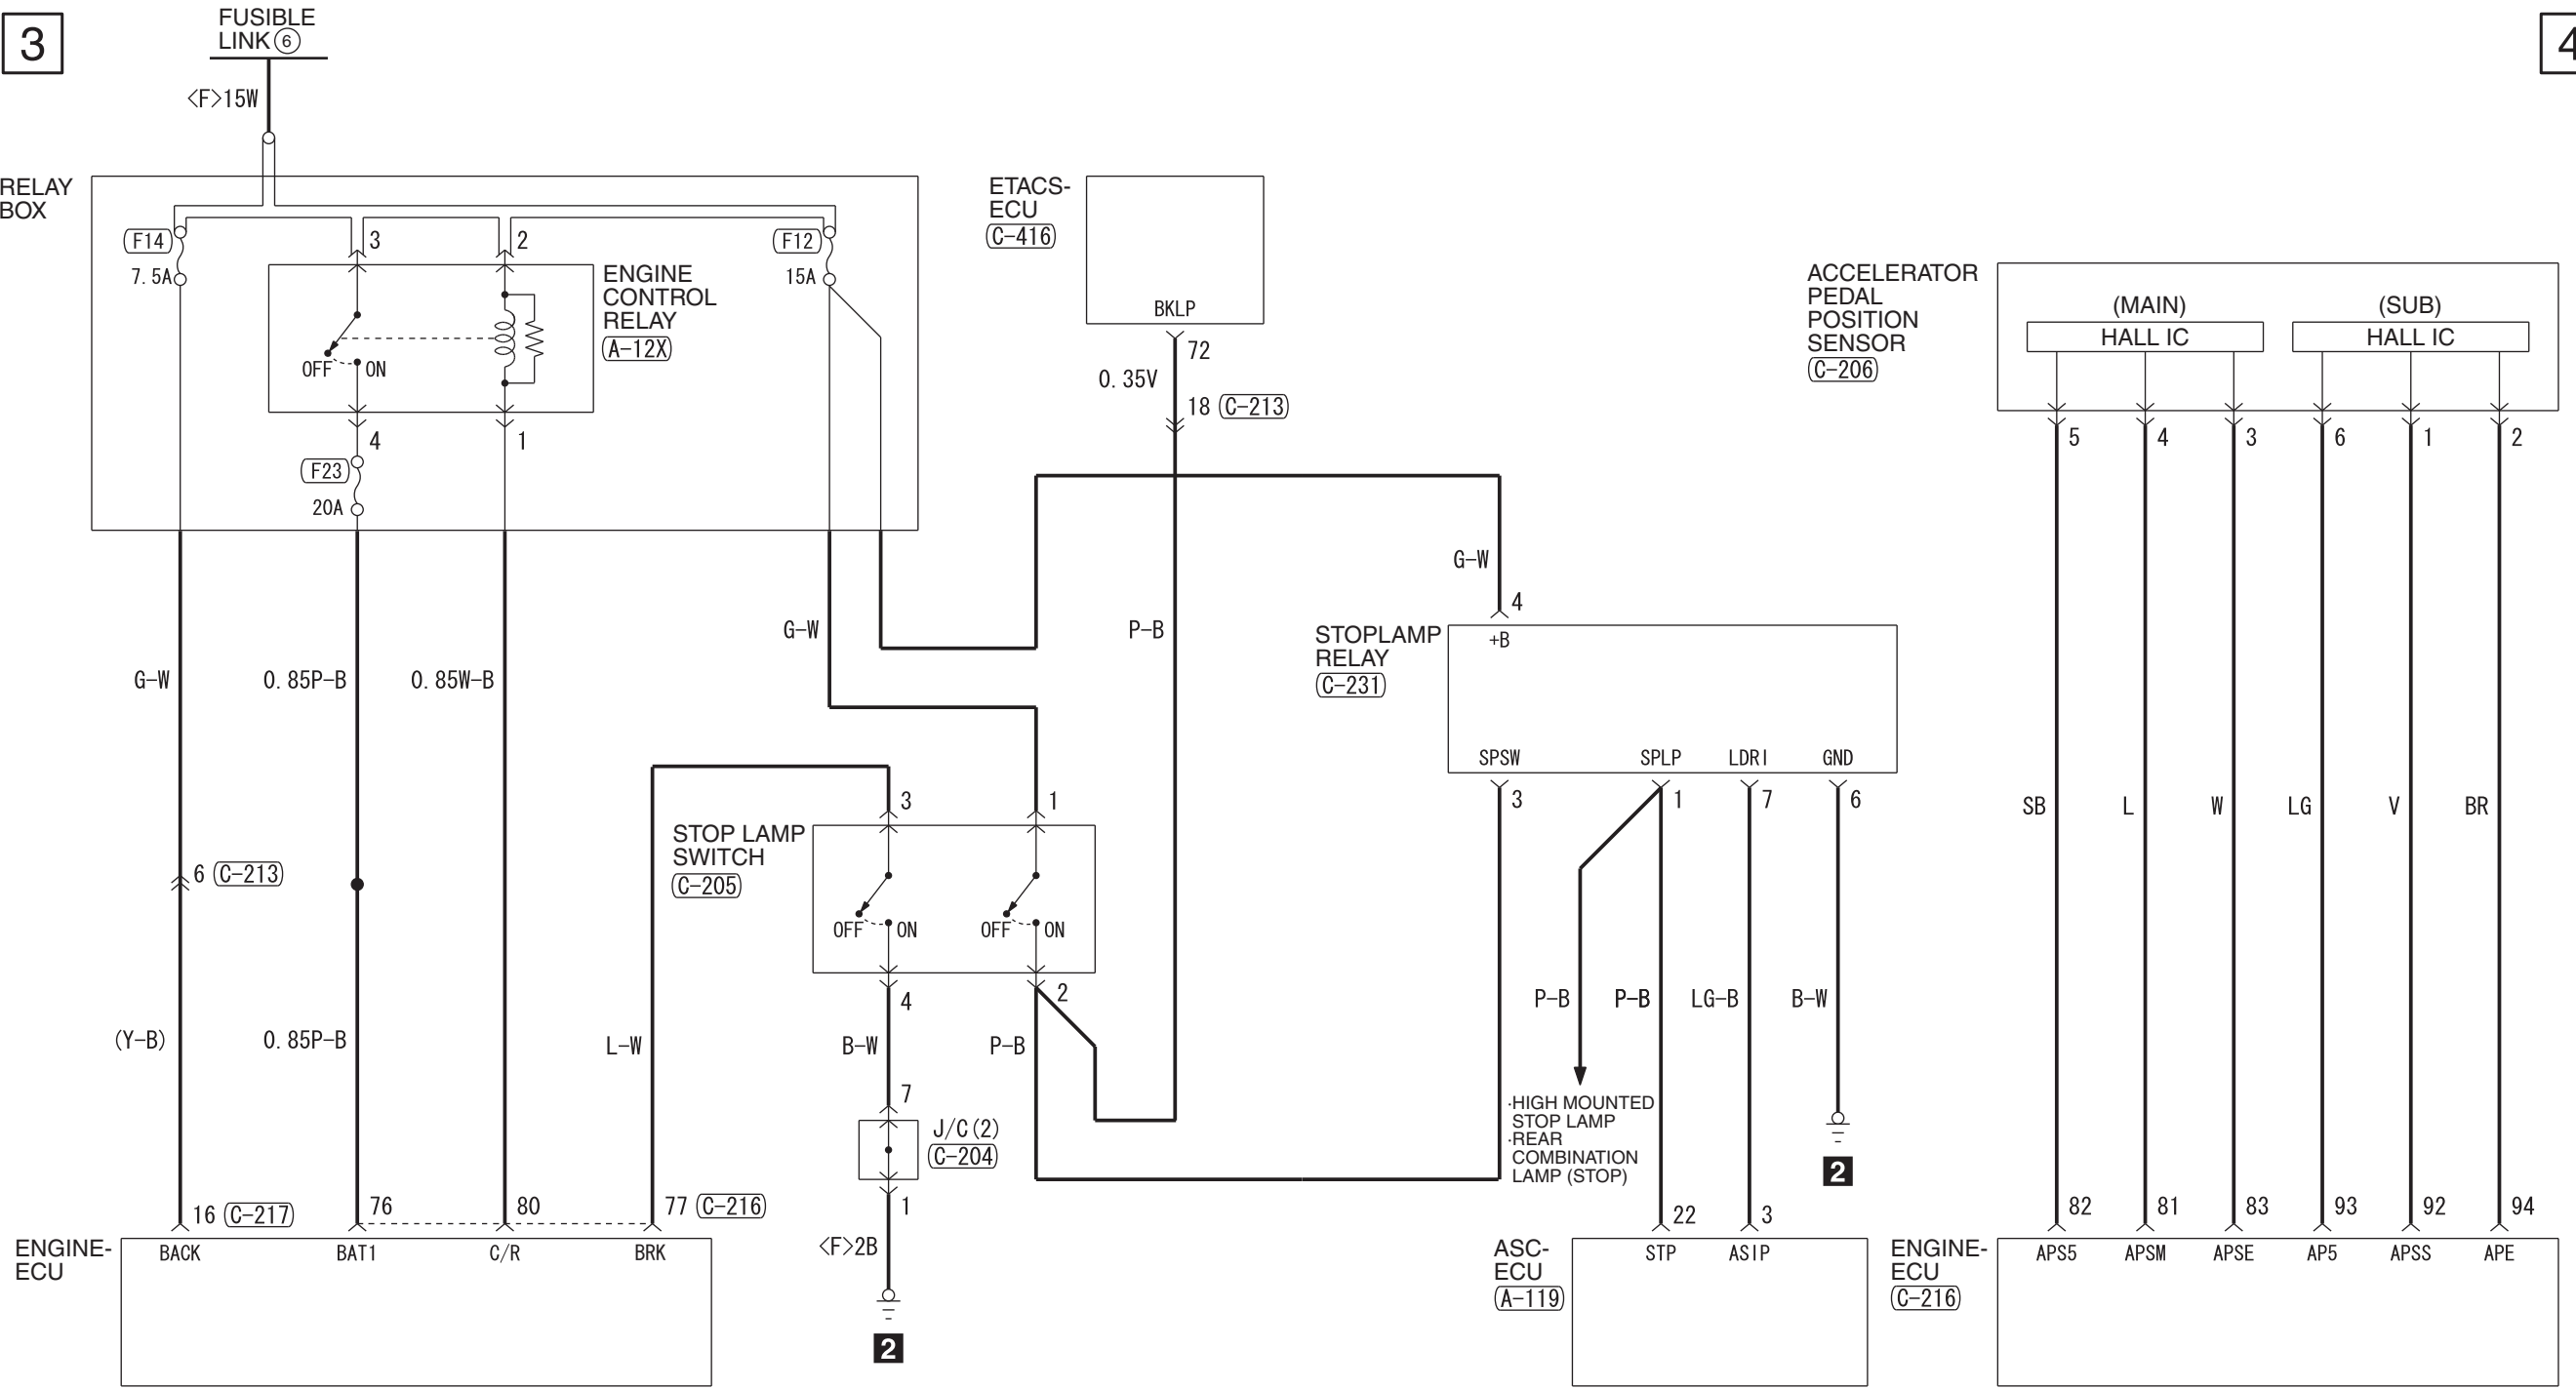 3
FUSIBLE
LINK 6
4
<F>15W
RELAY
BOX
F14
7.5A
3
2
F12
15A
ENGINE
CONTROL
RELAY
A-12X
OFF
ON
4
1
F23
20A
ETACS-
ECU
C-416
BKLP
72
0.35V
18 C-213
ACCELERATOR
PEDAL
POSITION
SENSOR
C-206
(MAIN)
HALL IC
(SUB)
HALL IC
5
4
3
6
1
2
G-W
0.85P-B
0.85W-B
G-W
P-B
G-W
4
STOPLAMP
RELAY
C-231
+B
SPSW
SPLP
LDRI
GND
3
1
7
6
SB
L
W
LG
V
BR
6 C-213
STOP LAMP
SWITCH
C-205
3
1
OFF
ON
OFF
ON
4
2
(Y-B)
0.85P-B
L-W
B-W
P-B
P-B
P-B
LG-B
B-W
7
J/C(2)
C-204
1
<F>2B
2
·HIGH MOUNTED
STOP LAMP
·REAR
COMBINATION
LAMP (STOP)
2
16 C-217
76
80
77 C-216
ENGINE-
ECU
BACK
BAT1
C/R
BRK
22
3
ASC-
ECU
A-119
STP
ASIP
82
81
83
93
92
94
ENGINE-
ECU
C-216
APS5
APSM
APSE
AP5
APSS
APE